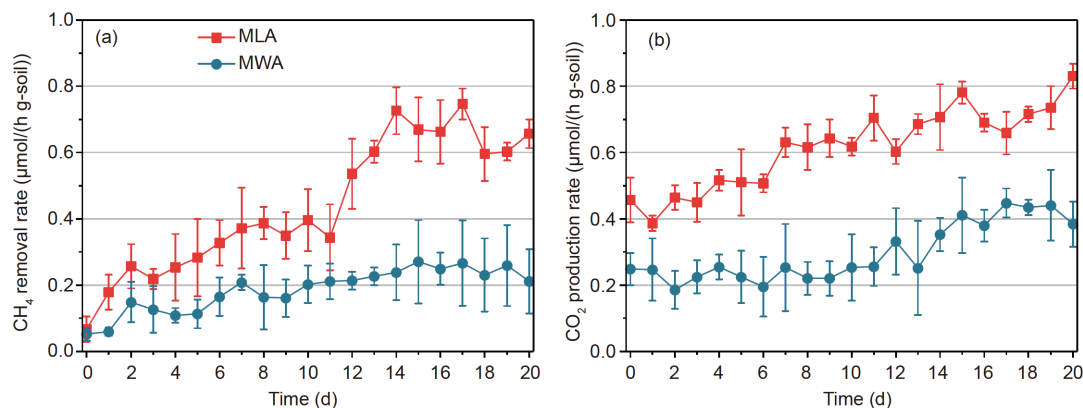 (a)
MLA
MWA
CH₄ removal rate (μmol/(h g-soil))
1.0
0.8
0.6
0.4
0.2
0.0
0 2 4 6 8 10 12 14 16 18 20
Time (d)
(b)
CO₂ production rate (μmol/(h g-soil))
1.0
0.8
0.6
0.4
0.2
0.0
0 2 4 6 8 10 12 14 16 18 20
Time (d)